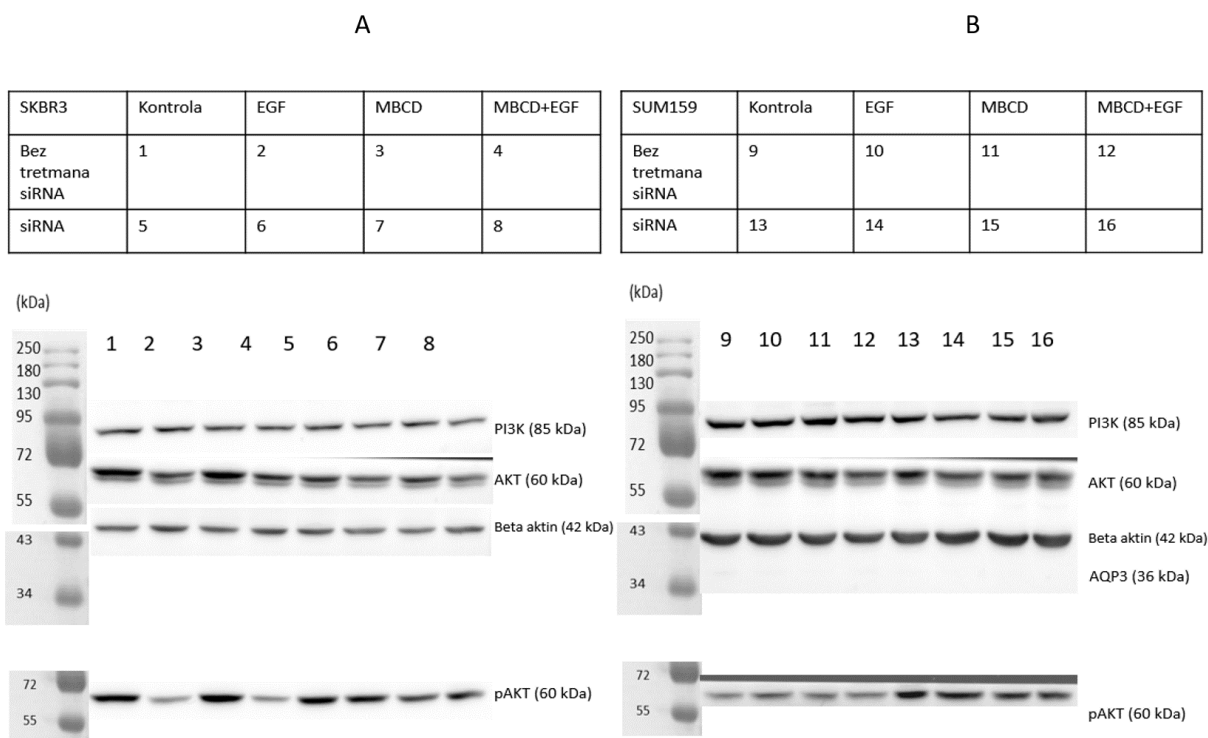 A
B
SKBR3 Kontrola EGF MBCD MBCD+EGF
Bez 1 2 3 4
tretmana
siRNA
siRNA 5 6 7 8
SUM159 Kontrola EGF MBCD MBCD+EGF
Bez 9 10 11 12
tretmana
siRNA
siRNA 13 14 15 16
(kDa)
1 2 3 4 5 6 7 8
250
180
130
95
PI3K (85 kDa)
72
AKT (60 kDa)
55
Beta aktin (42 kDa)
43
34
72
pAKT (60 kDa)
55
(kDa)
9 10 11 12 13 14 15 16
250
180
130
95
PI3K (85 kDa)
72
AKT (60 kDa)
55
43
Beta aktin (42 kDa)
AQP3 (36 kDa)
34
72
55
pAKT (60 kDa)